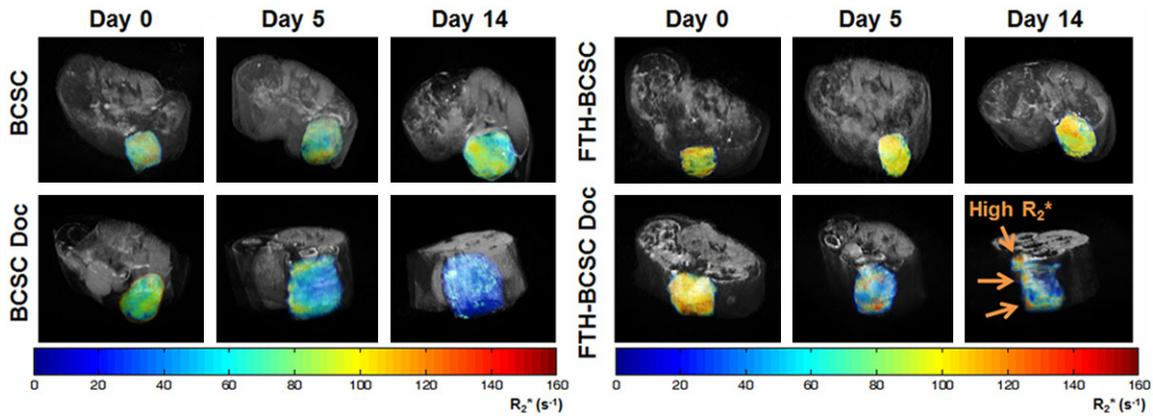 Day 0 Day 5 Day 14 Day 0 Day 5 Day 14
BCSC
FTH-BCSC
BCSC Doc
FTH-BCSC Doc
High R₂*
0 20 40 60 80 100 120 140 160
R₂* (s⁻¹)
0 20 40 60 80 100 120 140 160
R₂* (s⁻¹)